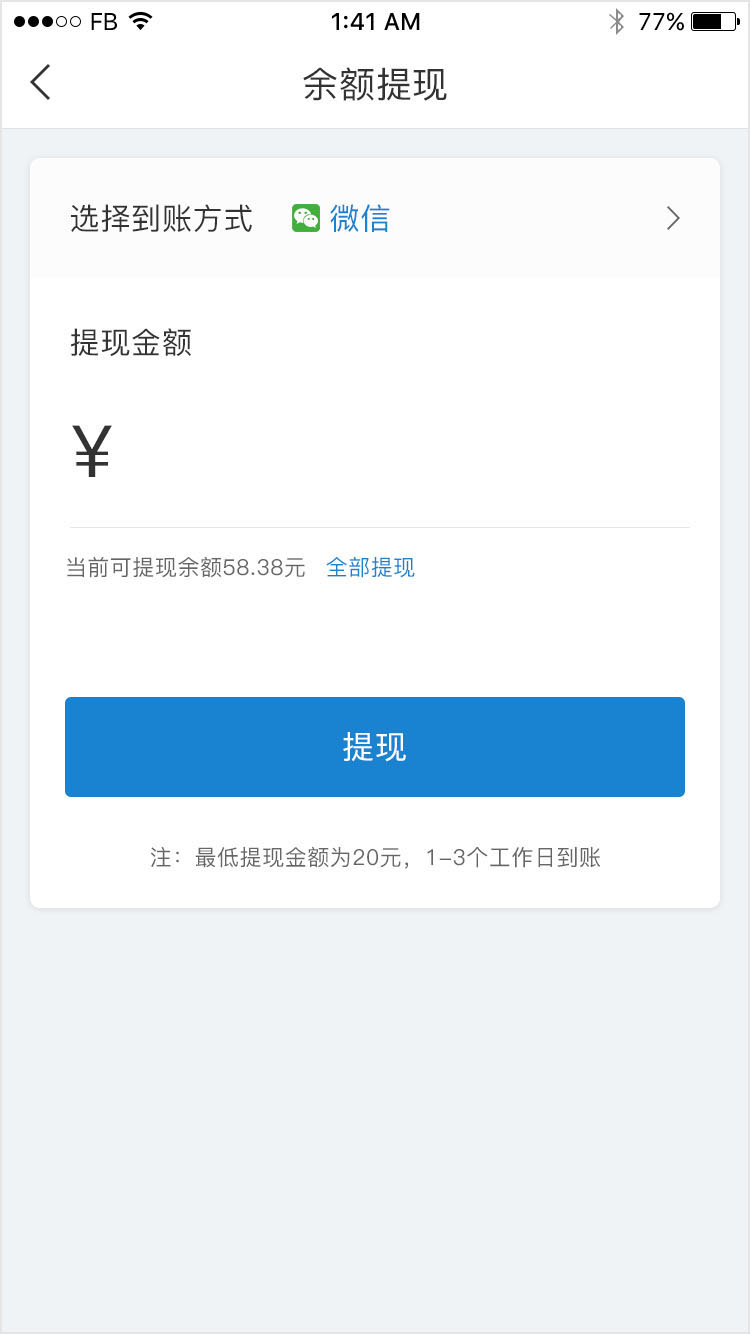 FB 1:41 AM 77%
余额提现
选择到账方式 微信
提现金额
¥
当前可提现余额58.38元 全部提现
提现
注：最低提现金额为20元，1-3个工作日到账